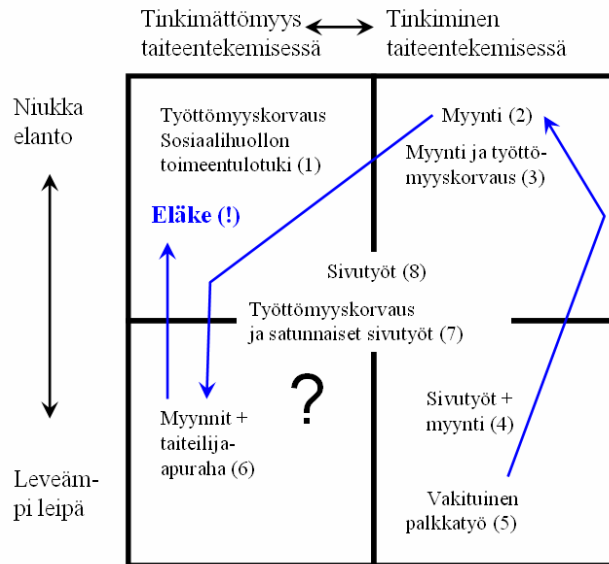 Tinkimättömyys
taiteentekemisessä
Tinkiminen
taiteentekemisessä
Niukka
elanto
Työttömyyskorvaus
Sosiaalihuollon
toimeentulotuki (1)
Eläke (!)
Myynti (2)
Myynti ja työttö-
myyskorvaus (3)
Sivutyöt (8)
Työttömyyskorvaus
ja satunnaiset sivutyöt (7)
?
Myynnit +
taiteilija-
apuraha (6)
Sivutyöt +
myynti (4)
Leveäm-
pi leipä
Vakituinen
palkkatyö (5)